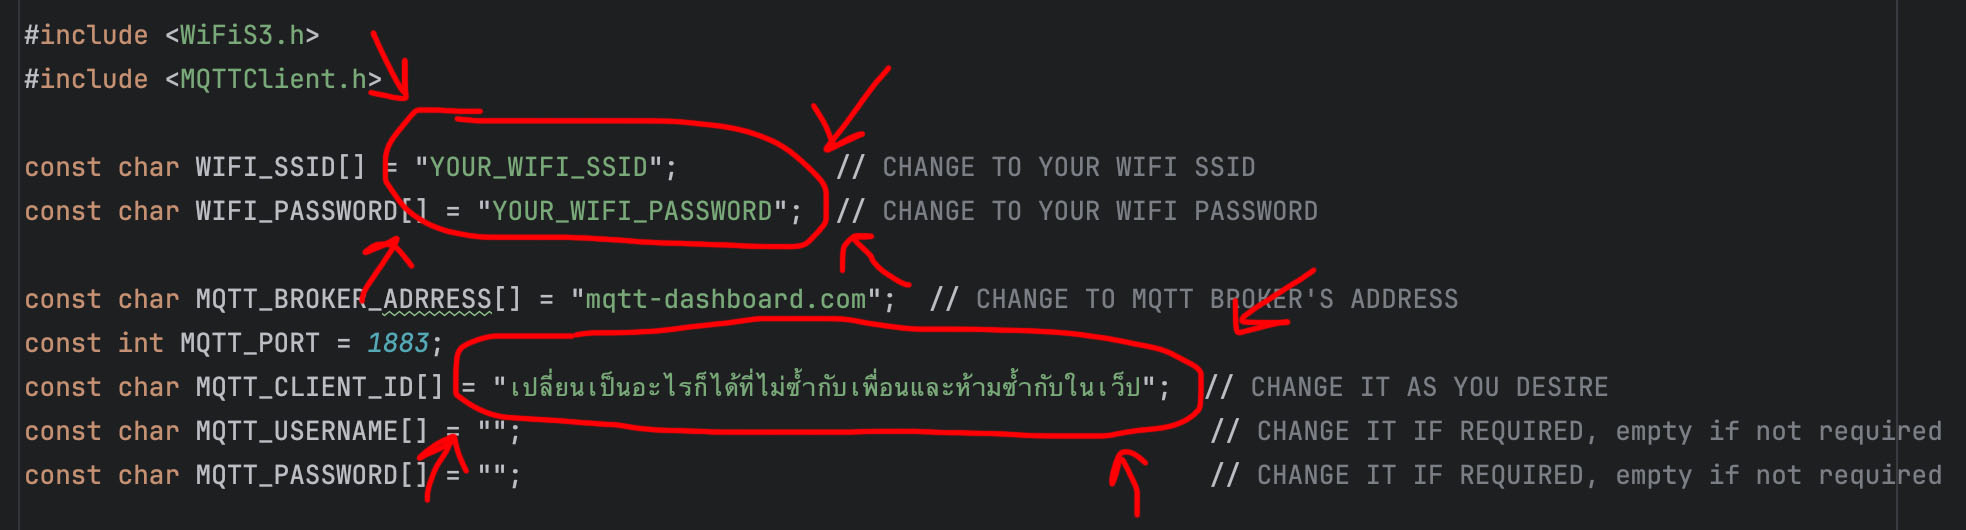 #include <WiFiS3.h>
#include <MQTTClient.h>
const char WIFI_SSID[] = "YOUR_WIFI_SSID"; // CHANGE TO YOUR WIFI SSID
const char WIFI_PASSWORD[] = "YOUR_WIFI_PASSWORD"; // CHANGE TO YOUR WIFI PASSWORD
const char MQTT_BROKER_ADRRESS[] = "mqtt-dashboard.com"; // CHANGE TO MQTT BROKER'S ADDRESS
const int MQTT_PORT = 1883;
const char MQTT_CLIENT_ID[] = "เปลี่ยนเป็นอะไรก็ได้ที่ไม่ซ้ำกับเพื่อนและห้ามซ้ำกับในเว็ป"; // CHANGE IT AS YOU DESIRE
const char MQTT_USERNAME[] = ""; // CHANGE IT IF REQUIRED, empty if not required
const char MQTT_PASSWORD[] = ""; // CHANGE IT IF REQUIRED, empty if not required